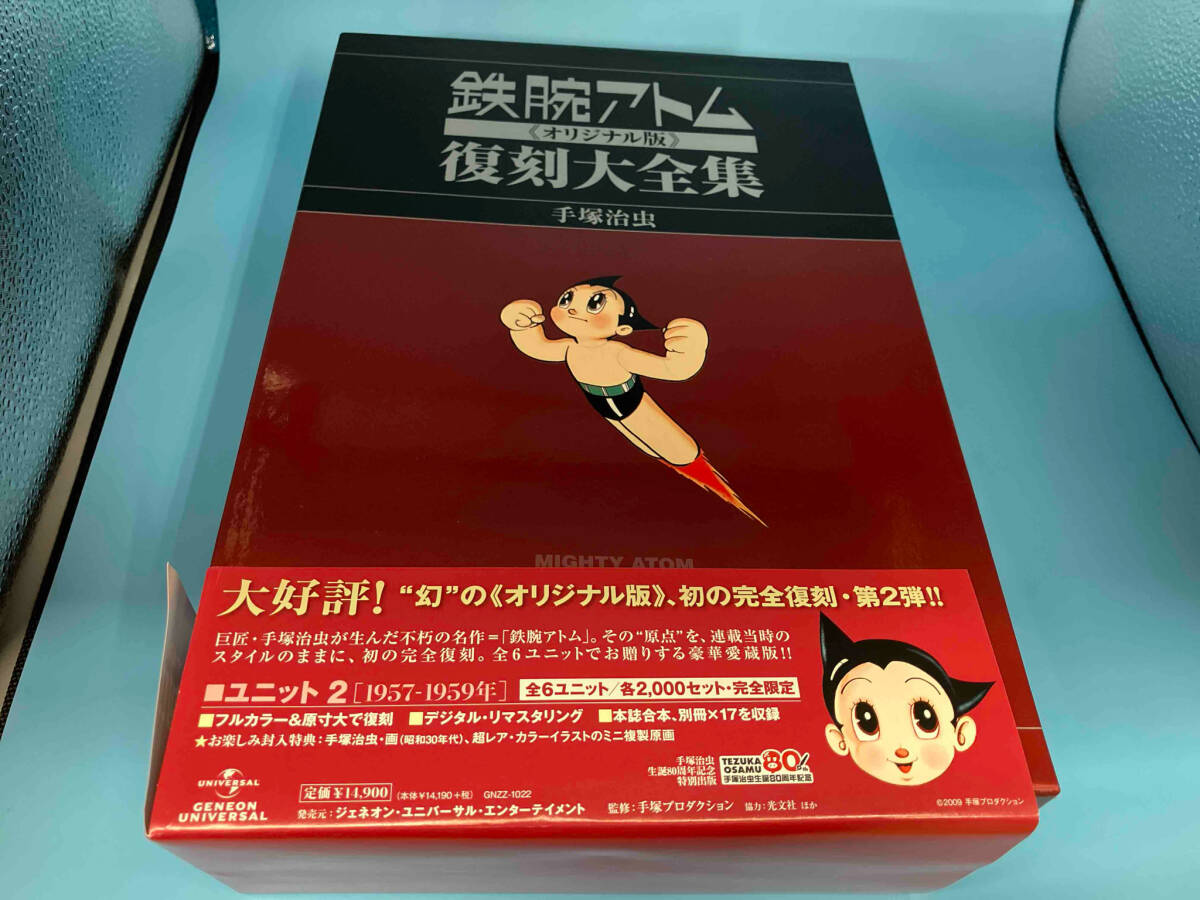 鉄腕アトム
《オリジナル版》
復刻大全集
手塚治虫
MIGHTY ATOM
大好評! “幻”の《オリジナル版》、初の完全復刻・第2弾!!
巨匠・手塚治虫が生んだ不朽の名作=「鉄腕アトム」。その“原点”を、連載当時の
スタイルのままに、初の完全復刻。全6ユニットでお贈りする豪華愛蔵版!!
■ユニット2［1957-1959年］ 全6ユニット/各2,000セット・完全限定
■フルカラー&原寸大で復刻 ■デジタル・リマスタリング ■本誌合本、別冊×17を収録
★お楽しみ封入特典:手塚治虫・画(昭和30年代)、超レア・カラーイラストのミニ複製原画
手塚治虫
生誕80周年記念
特別出版
TEZUKA
OSAMU
80th
手塚治虫生誕80周年記念
UNIVERSAL
GENEON
UNIVERSAL
定価¥14,900 (本体¥14,190+税) GNZZ-1022
発売元:ジェネオン・ユニバーサル・エンターテイメント 監修:手塚プロダクション 協力:光文社 ほか
©2009 手塚プロダクション